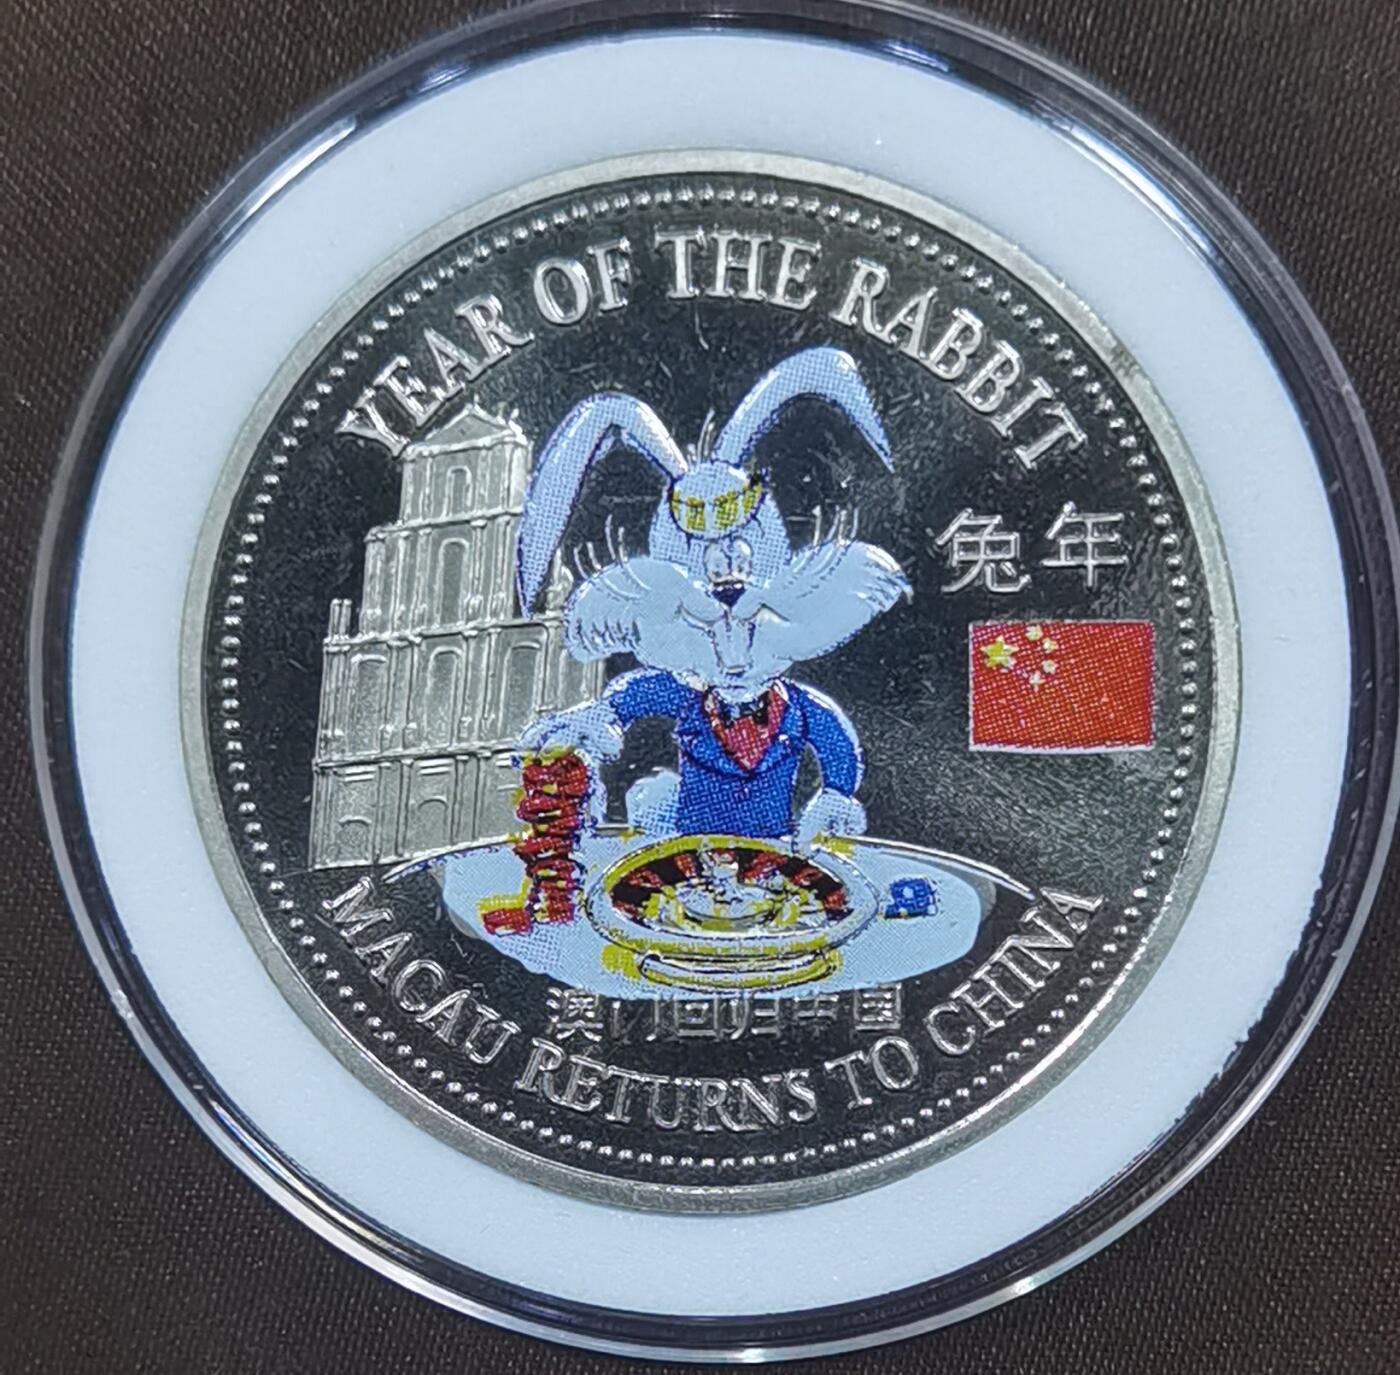 YEAR OF THE RABBIT
兔年
澳门回归中国
MACAU RETURNS TO CHINA